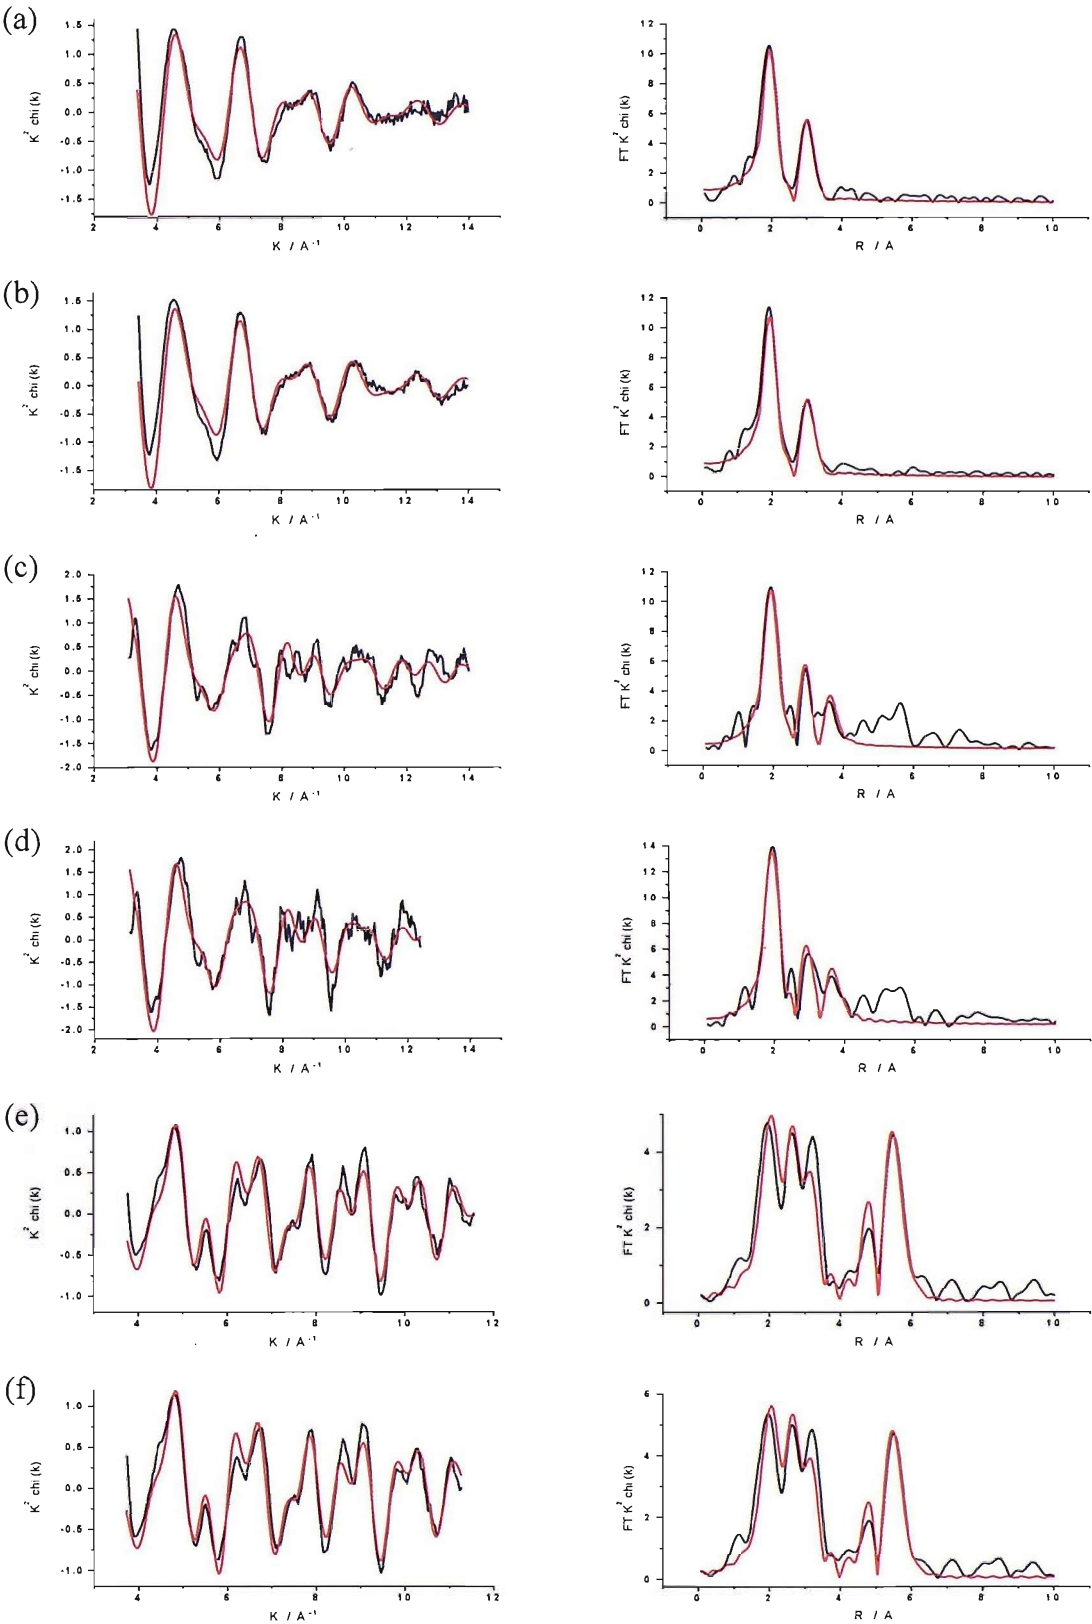 (a)
K² chi (k)
1.5
1.0
0.5
0.0
-0.5
-1.0
-1.5
2 4 6 8 10 12 14
K / A⁻¹
FT K² chi (k)
12
10
8
6
4
2
0
0 2 4 6 8 10
R / A
(b)
K² chi (k)
1.5
1.0
0.5
0.0
-0.5
-1.0
-1.5
2 4 6 8 10 12 14
K / A⁻¹
FT K² chi (k)
12
10
8
6
4
2
0
0 2 4 6 8 10
R / A
(c)
K² chi (k)
2.0
1.5
1.0
0.5
0.0
-0.5
-1.0
-1.5
-2.0
2 4 6 8 10 12 14
K / A⁻¹
FT K² chi (k)
12
10
8
6
4
2
0
0 2 4 6 8 10
R / A
(d)
K² chi (k)
2.0
1.5
1.0
0.5
0.0
-0.5
-1.0
-1.5
-2.0
2 4 6 8 10 12 14
K / A⁻¹
FT K² chi (k)
14
12
10
8
6
4
2
0
0 2 4 6 8 10
R / A
(e)
K² chi (k)
1.0
0.5
0.0
-0.5
-1.0
4 6 8 10 12
K / A⁻¹
FT K² chi (k)
4
2
0
0 2 4 6 8 10
R / A
(f)
K² chi (k)
1.0
0.5
0.0
-0.5
-1.0
4 6 8 10 12
K / A⁻¹
FT K² chi (k)
6
4
2
0
0 2 4 6 8 10
R / A